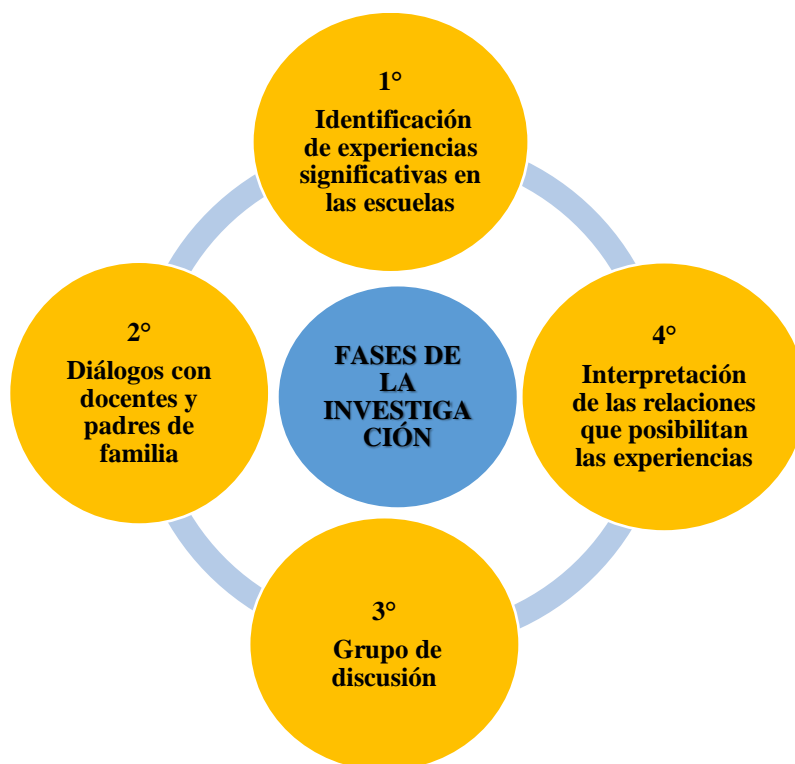 1°
Identificación
de experiencias
significativas en
las escuelas
2°
Diálogos con
docentes y
padres de
familia
FASES DE
LA
INVESTIGA
CIÓN
4°
Interpretación
de las relaciones
que posibilitan
las experiencias
3°
Grupo de
discusión